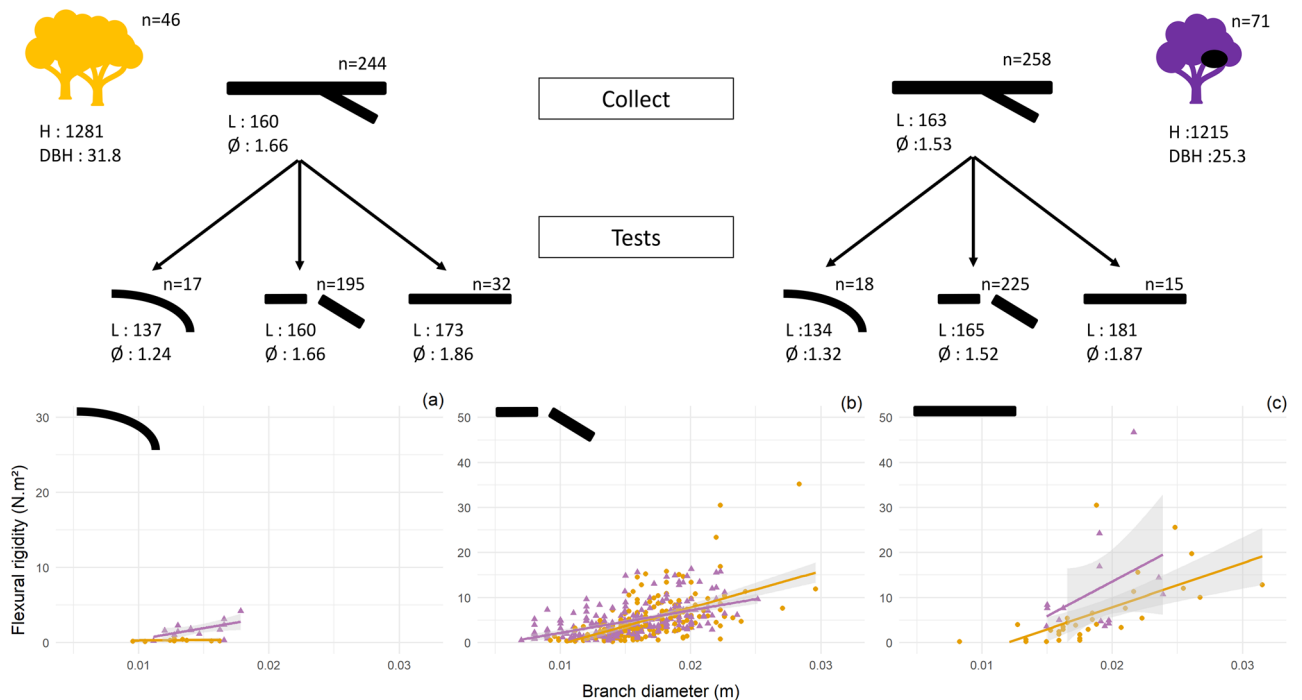 n=46
n=244
Collect
n=258
n=71
H : 1281
DBH : 31.8
L : 160
Ø : 1.66
L : 163
Ø :1.53
H :1215
DBH :25.3
Tests
n=17
n=195
n=32
n=18
n=225
n=15
L : 137
Ø : 1.24
L : 160
Ø : 1.66
L : 173
Ø : 1.86
L :134
Ø :1.32
L :165
Ø : 1.52
L : 181
Ø :1.87
Flexural rigidity (N.m²)
(a)
30
20
10
0
0.01
0.02
0.03
(b)
50
40
30
20
10
0
0.01
0.02
0.03
(c)
50
40
30
20
10
0
0.01
0.02
0.03
Branch diameter (m)